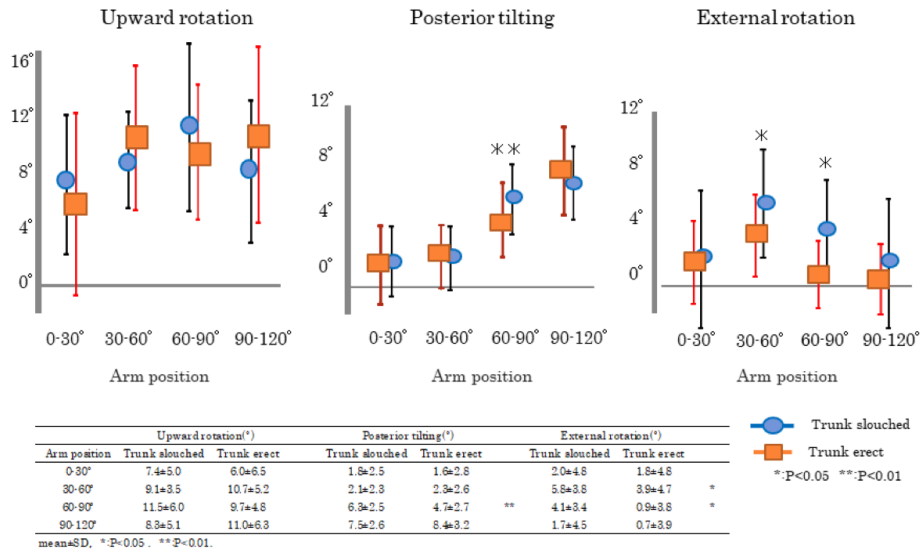 Upward rotation
Posterior tilting
External rotation
16°
12°
8°
4°
0°
0-30° 30-60° 60-90° 90-120°
Arm position
12°
8°
4°
0°
**
0-30° 30-60° 60-90° 90-120°
Arm position
12°
8°
4°
0°
*
*
0-30° 30-60° 60-90° 90-120°
Arm position
Trunk slouched
Trunk erect
*:P<0.05 **:P<0.01
Upward rotation(°) Posterior tilting(°) External rotation(°)
Arm position Trunk slouched Trunk erect Trunk slouched Trunk erect Trunk slouched Trunk erect
0-30° 7.4±5.0 6.0±6.5 1.8±2.5 1.6±2.8 2.0±4.8 1.8±4.8
30-60° 9.1±3.5 10.7±5.2 2.1±2.3 2.3±2.6 5.8±3.8 3.9±4.7 *
60-90° 11.5±6.0 9.7±4.8 6.3±2.5 4.7±2.7 ** 4.1±3.4 0.9±3.8 *
90-120° 8.3±5.1 11.0±6.3 7.5±2.6 8.4±3.2 1.7±4.5 0.7±3.9
mean±SD, *:P<0.05 , **:P<0.01.